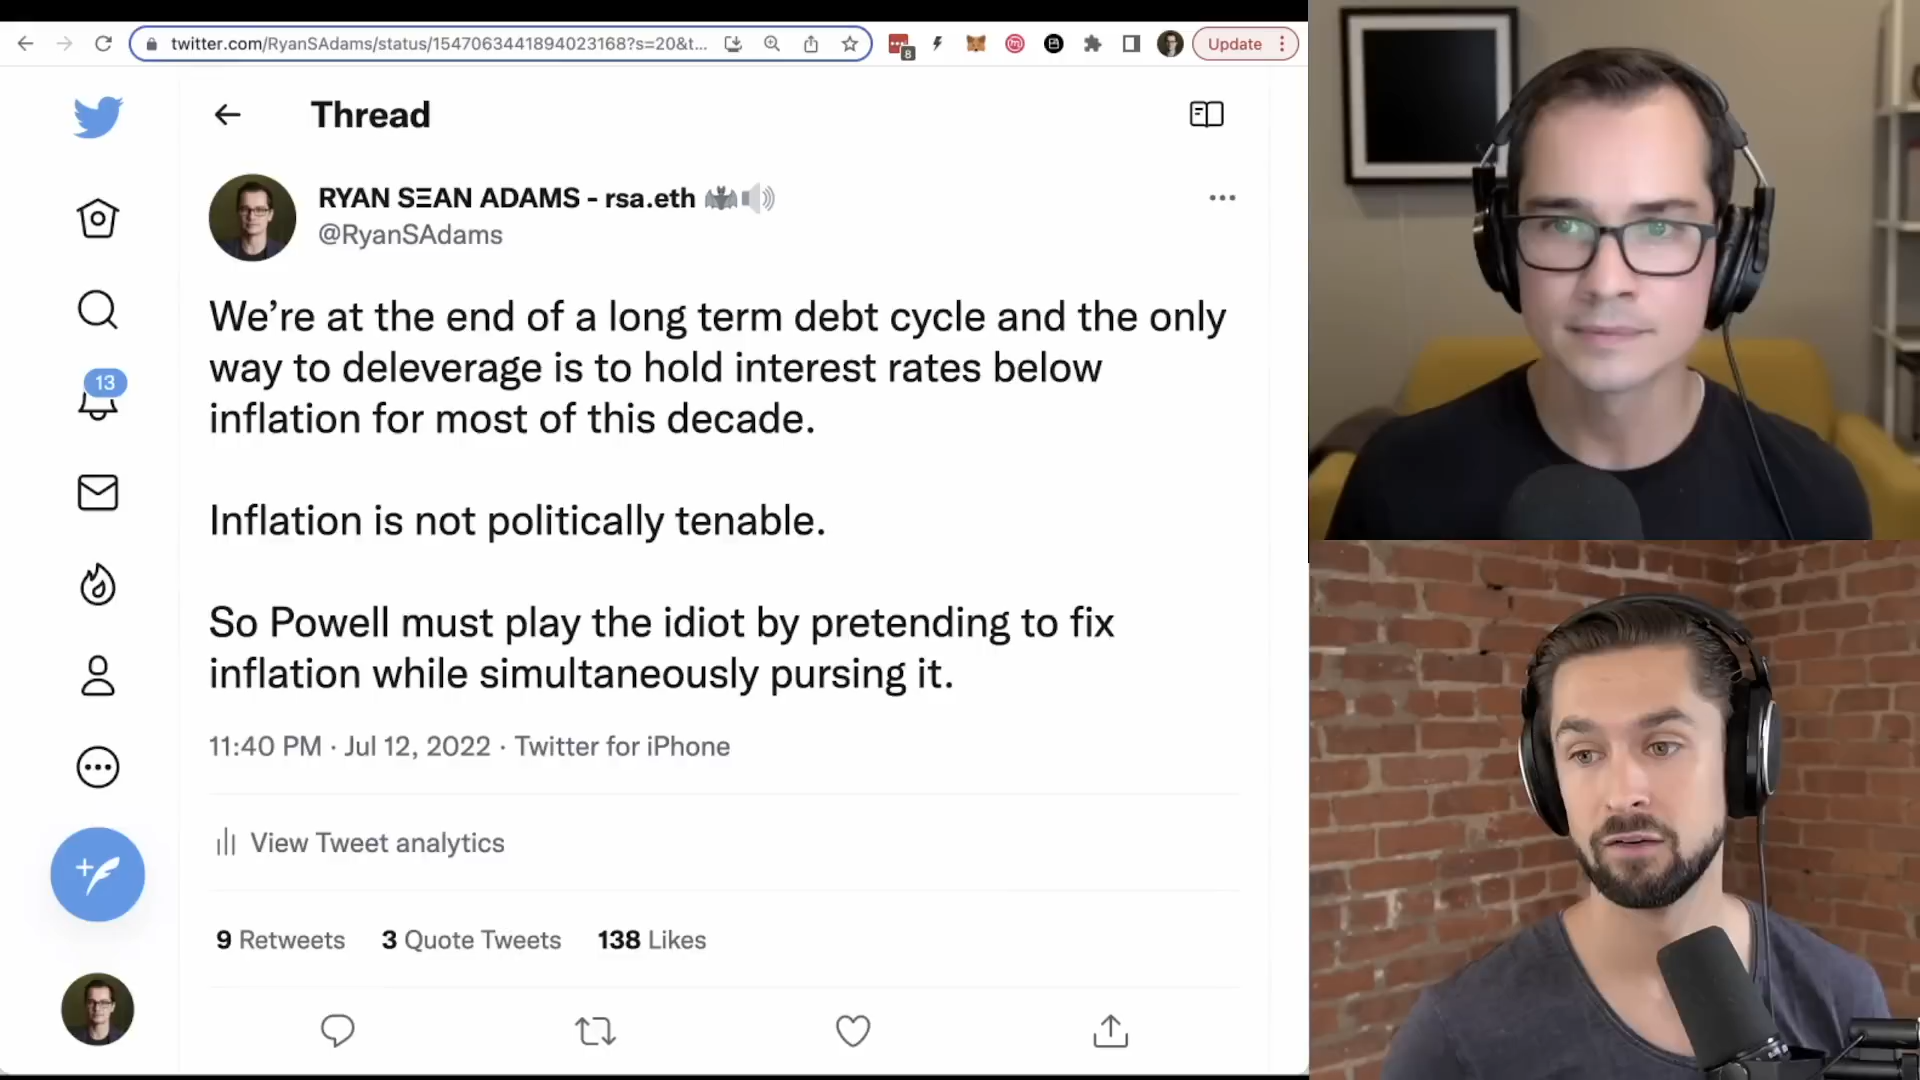 twitter.com/RyanSAdams/status/1547063441894023168?s=20&t...
8
Update
Thread
RYAN SΞAN ADAMS - rsa.eth 🦇🔊
@RyanSAdams
13
We’re at the end of a long term debt cycle and the only
way to deleverage is to hold interest rates below
inflation for most of this decade.
Inflation is not politically tenable.
So Powell must play the idiot by pretending to fix
inflation while simultaneously pursing it.
11:40 PM · Jul 12, 2022 · Twitter for iPhone
View Tweet analytics
9 Retweets 3 Quote Tweets 138 Likes